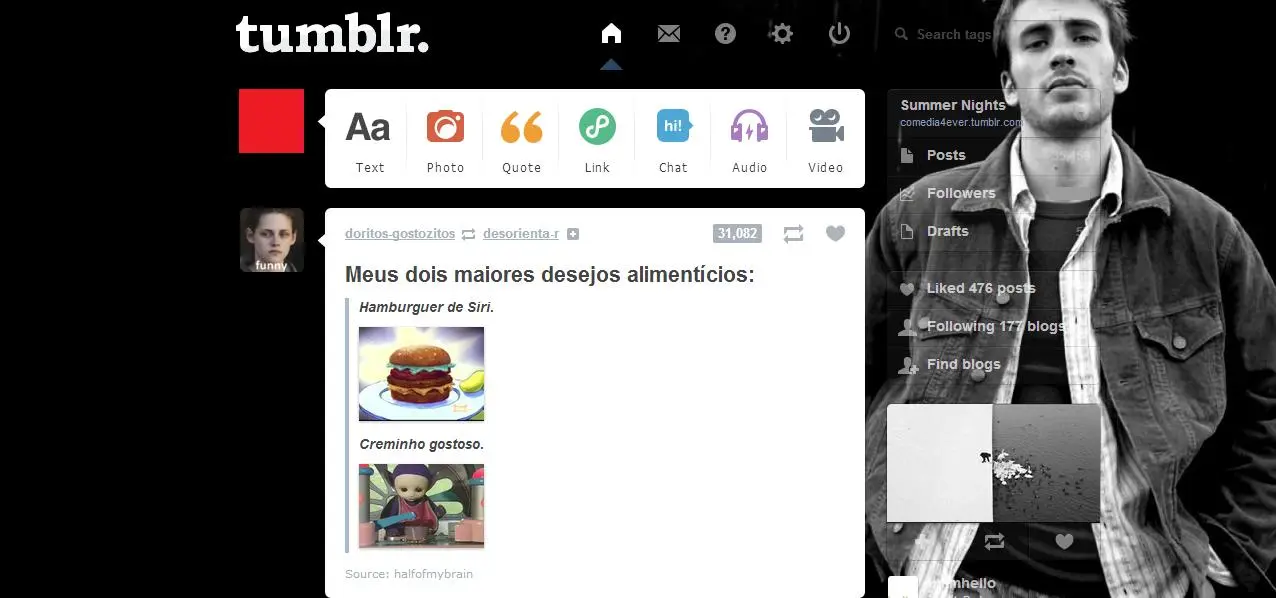 tumblr.
Search tags
Aa
hi!
Text
Photo
Quote
Link
Chat
Audio
Video
Summer Nights
comedia4ever.tumblr.com
Posts
Followers
Drafts
Liked 476 posts
Following 177 blogs
Find blogs
funny
doritos-gostozitos
desorienta-r
31,082
Meus dois maiores desejos alimentícios:
Hamburguer de Siri.
Creminho gostoso.
Source: halfofmybrain